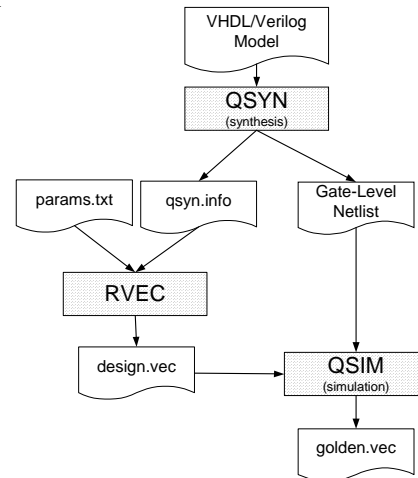 VHDL/Verilog
Model
QSYN
(synthesis)
params.txt
qsyn.info
Gate-Level
Netlist
RVEC
design.vec
QSIM
(simulation)
golden.vec